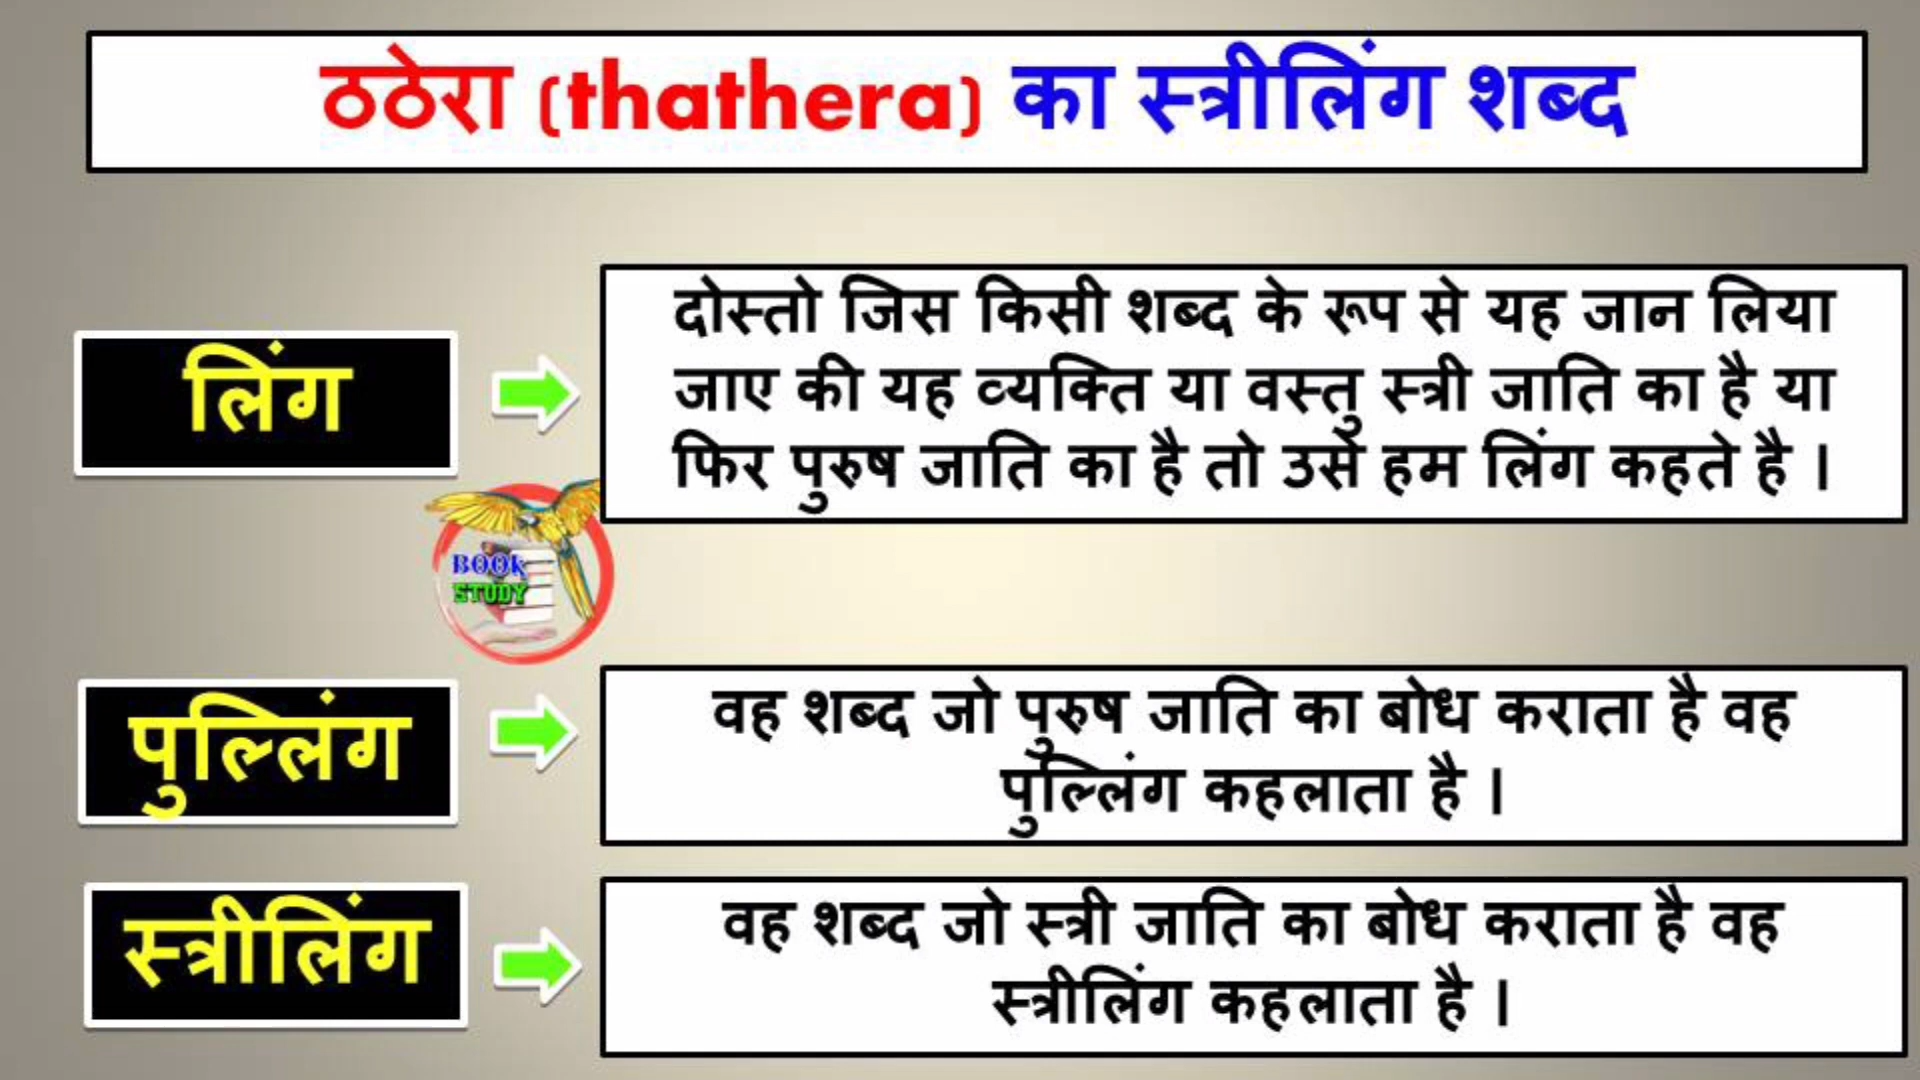 ठठेरा (thathera) का स्त्रीलिंग शब्द
लिंग
दोस्तो जिस किसी शब्द के रूप से यह जान लिया
जाए की यह व्यक्ति या वस्तु स्त्री जाति का है या
फिर पुरुष जाति का है तो उसे हम लिंग कहते है ।
BOOK
STUDY
पुल्लिंग
वह शब्द जो पुरुष जाति का बोध कराता है वह
पुल्लिंग कहलाता है ।
स्त्रीलिंग
वह शब्द जो स्त्री जाति का बोध कराता है वह
स्त्रीलिंग कहलाता है ।